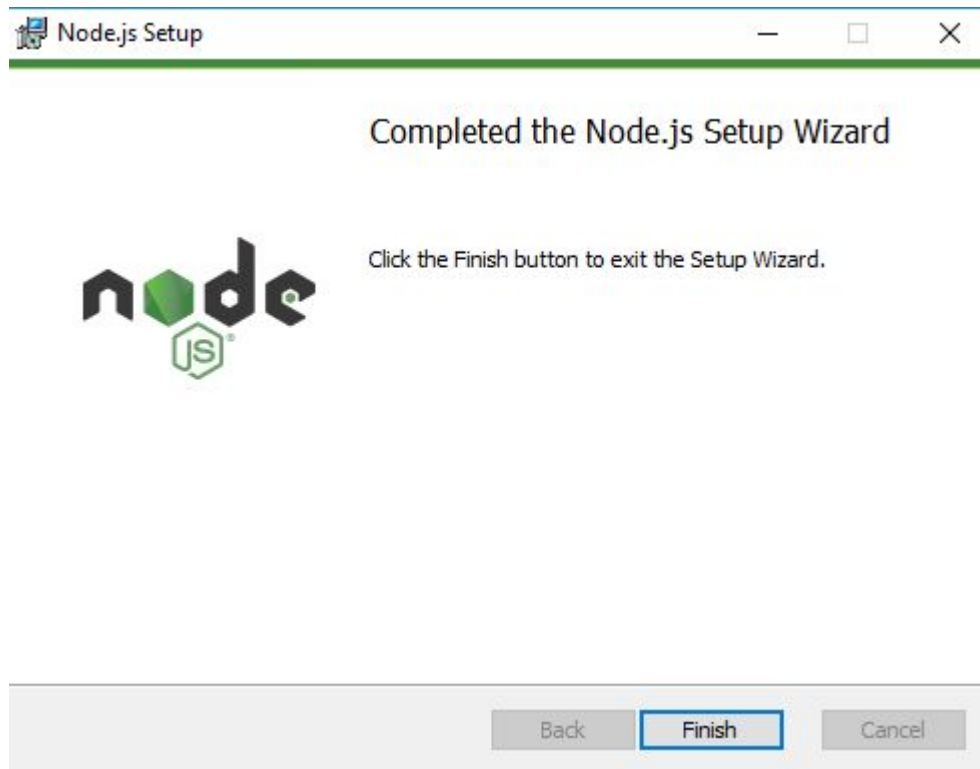 Node.js Setup
Completed the Node.js Setup Wizard
Click the Finish button to exit the Setup Wizard.
node
JS®
Back
Finish
Cancel